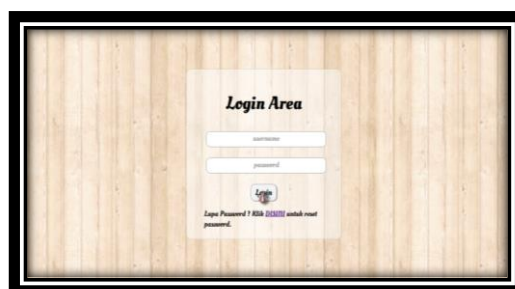 Login Area
username
password
Login
Lupa Password ? Klik DISINI untuk reset
password.